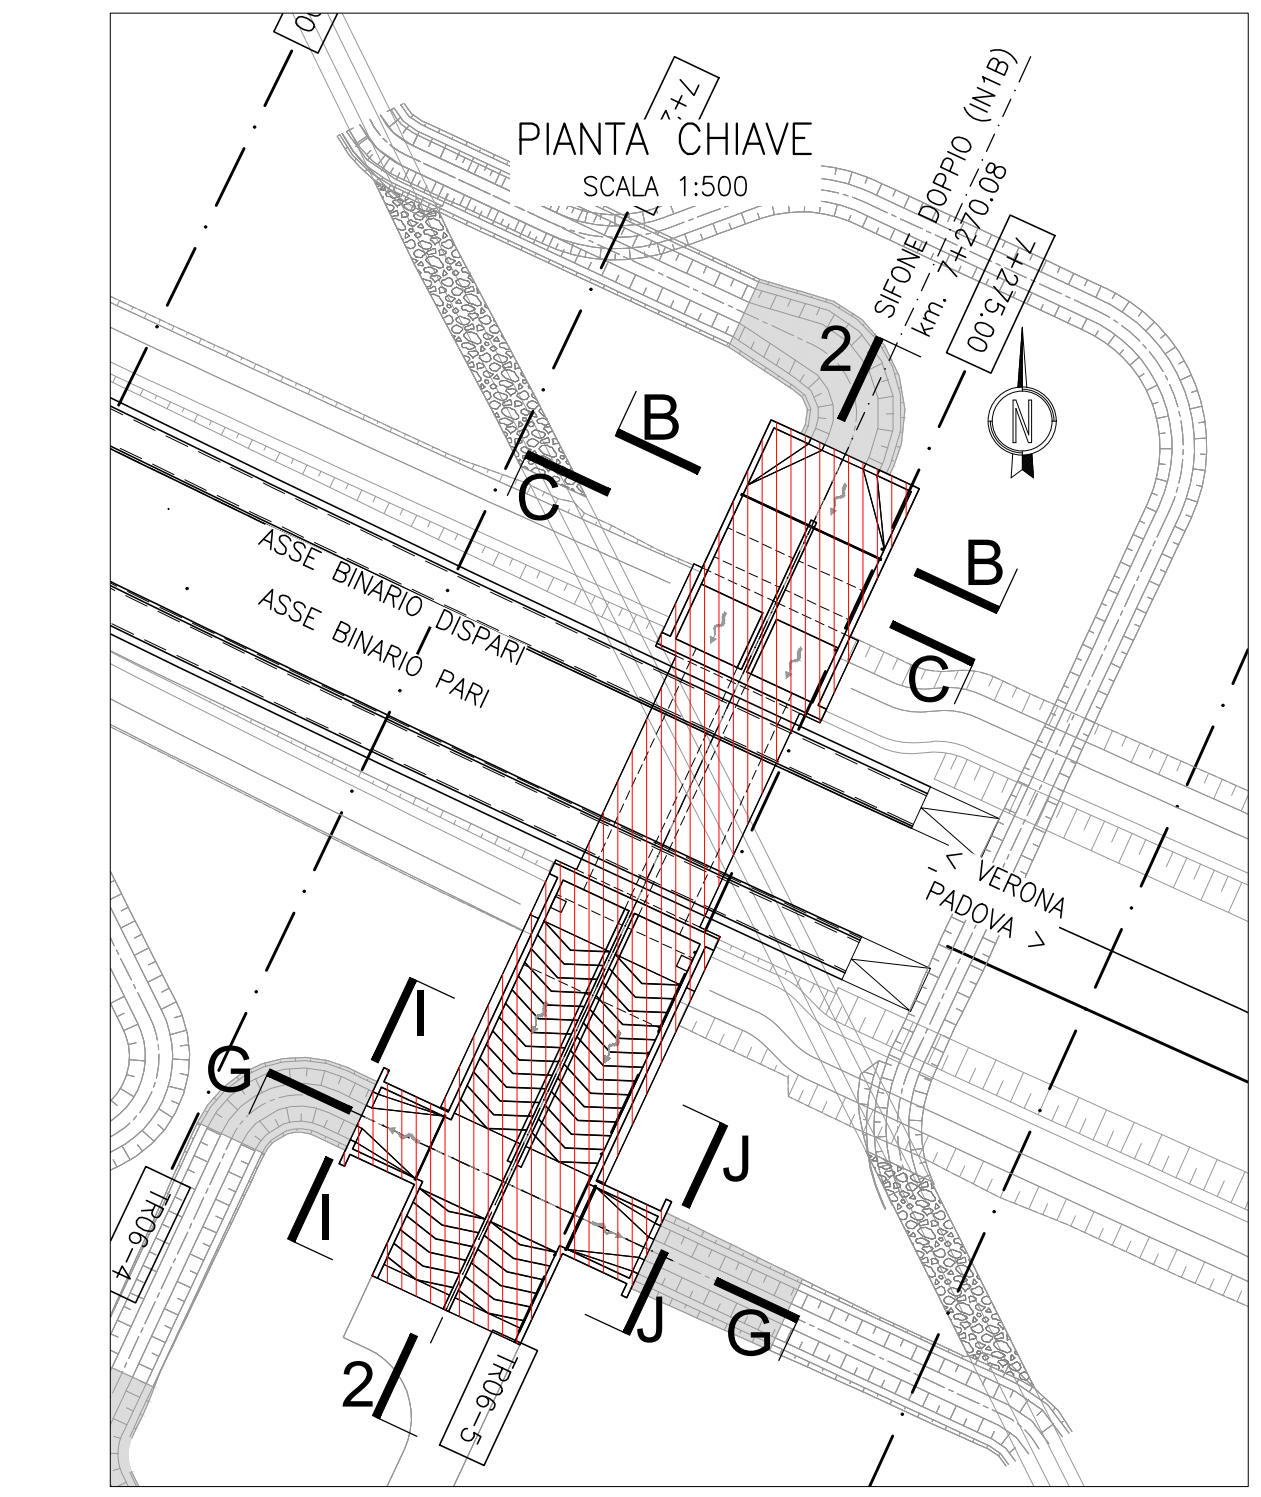 PIANTA CHIAVE
SCALA 1:500
SIFONE DOPPIO (IN1B)
km. 7+270.08
7+275.00
2
B
C
N
ASSE BINARIO DISPARI
ASSE BINARIO PARI
B
C
< VERONA
PADOVA >
I
G
J
I
TR06-4
J
G
2
TR06-5